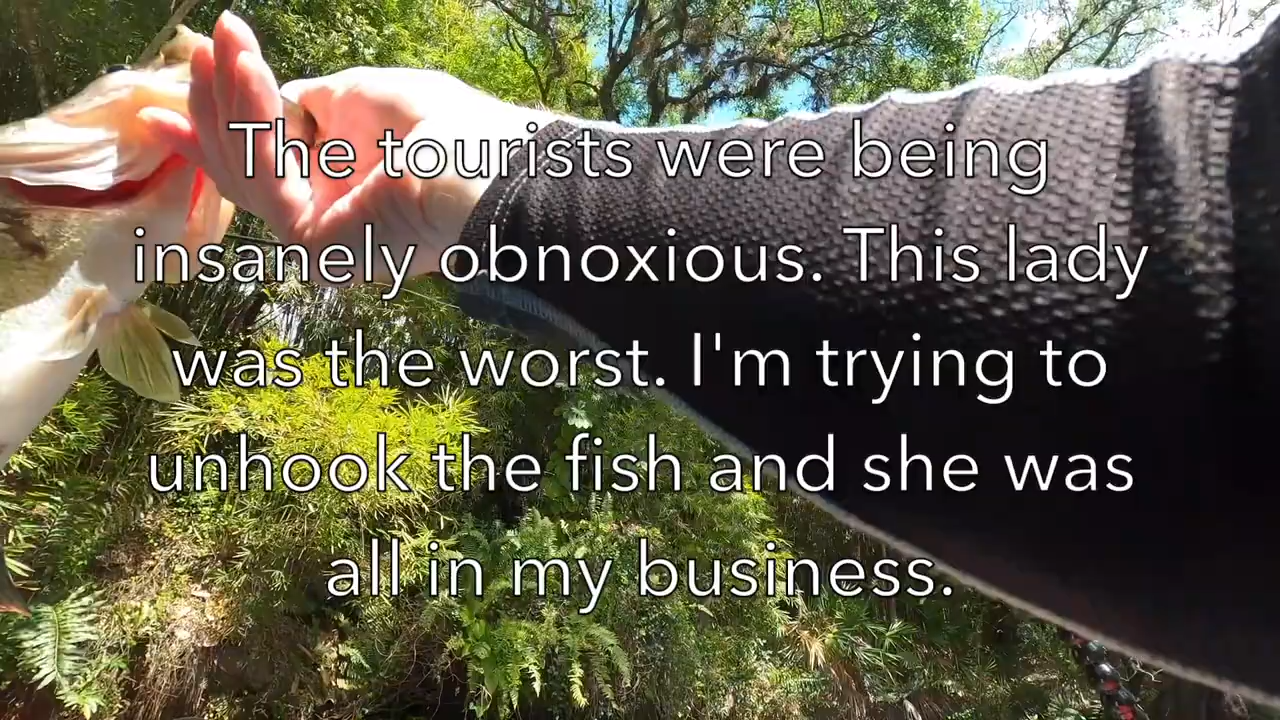 The tourists were being
insanely obnoxious. This lady
was the worst. I'm trying to
unhook the fish and she was
all in my business.